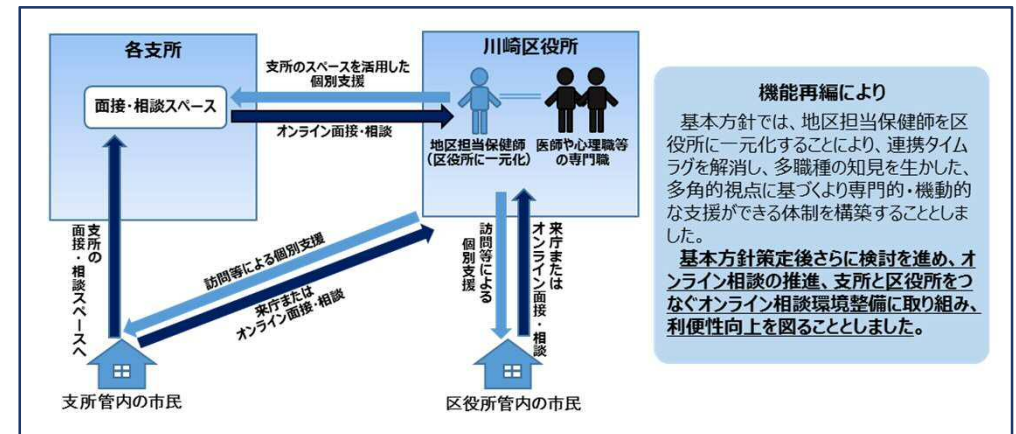 各支所
面接・相談スペース
支所のスペースを活用した
個別支援
オンライン面接・相談
川崎区役所
地区担当保健師
(区役所に一元化)
医師や心理職等
の専門職
支所の
面接・相談スペースへ
訪問等による個別支援
来庁または
オンライン面接・相談
訪問等による
個別支援
来庁または
オンライン面接・相談
支所管内の市民
区役所管内の市民
機能再編により
基本方針では、地区担当保健師を区
役所に一元化することにより、連携タイム
ラグを解消し、多職種の知見を生かした、
多角的視点に基づくより専門的・機動的
な支援ができる体制を構築することとしま
した。
基本方針策定後さらに検討を進め、オ
ンライン相談の推進、支所と区役所をつ
なぐオンライン相談環境整備に取り組み、
利便性向上を図ることとしました。